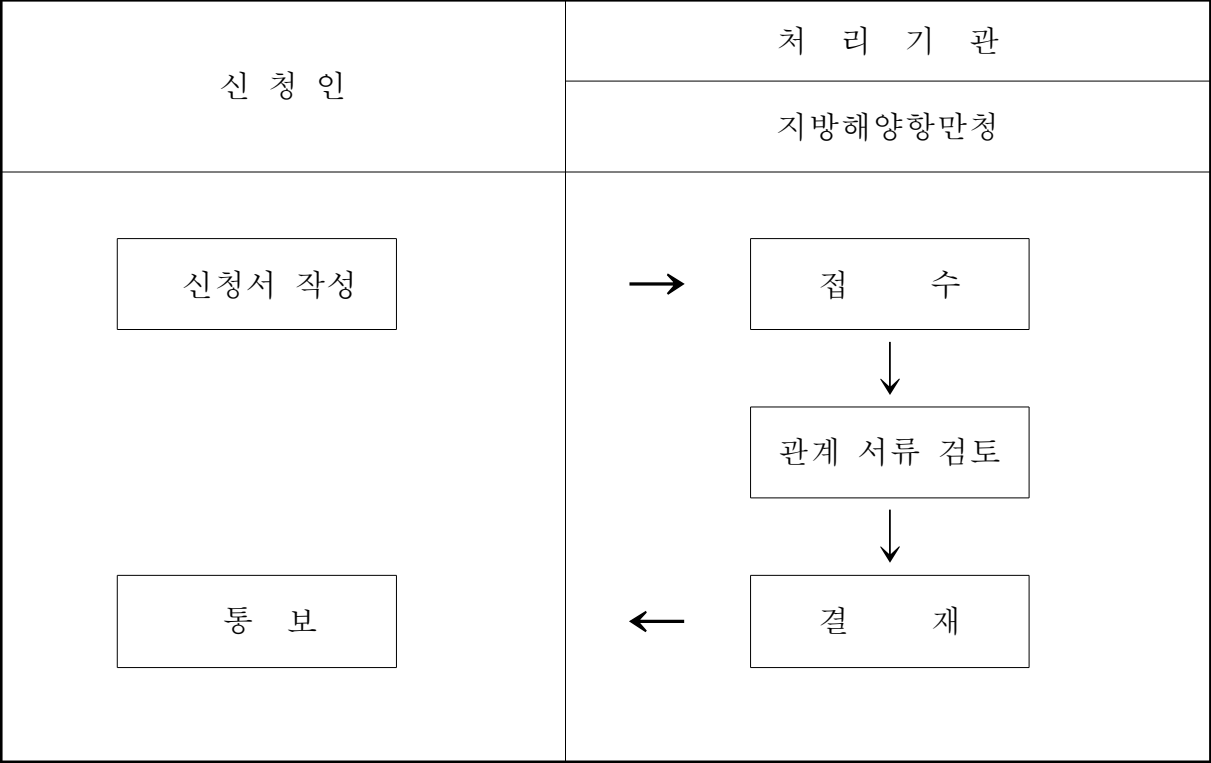 신 청 인
처 리 기 관
지방해양항만청
신청서 작성
접 수
관계 서류 검토
통 보
결 재